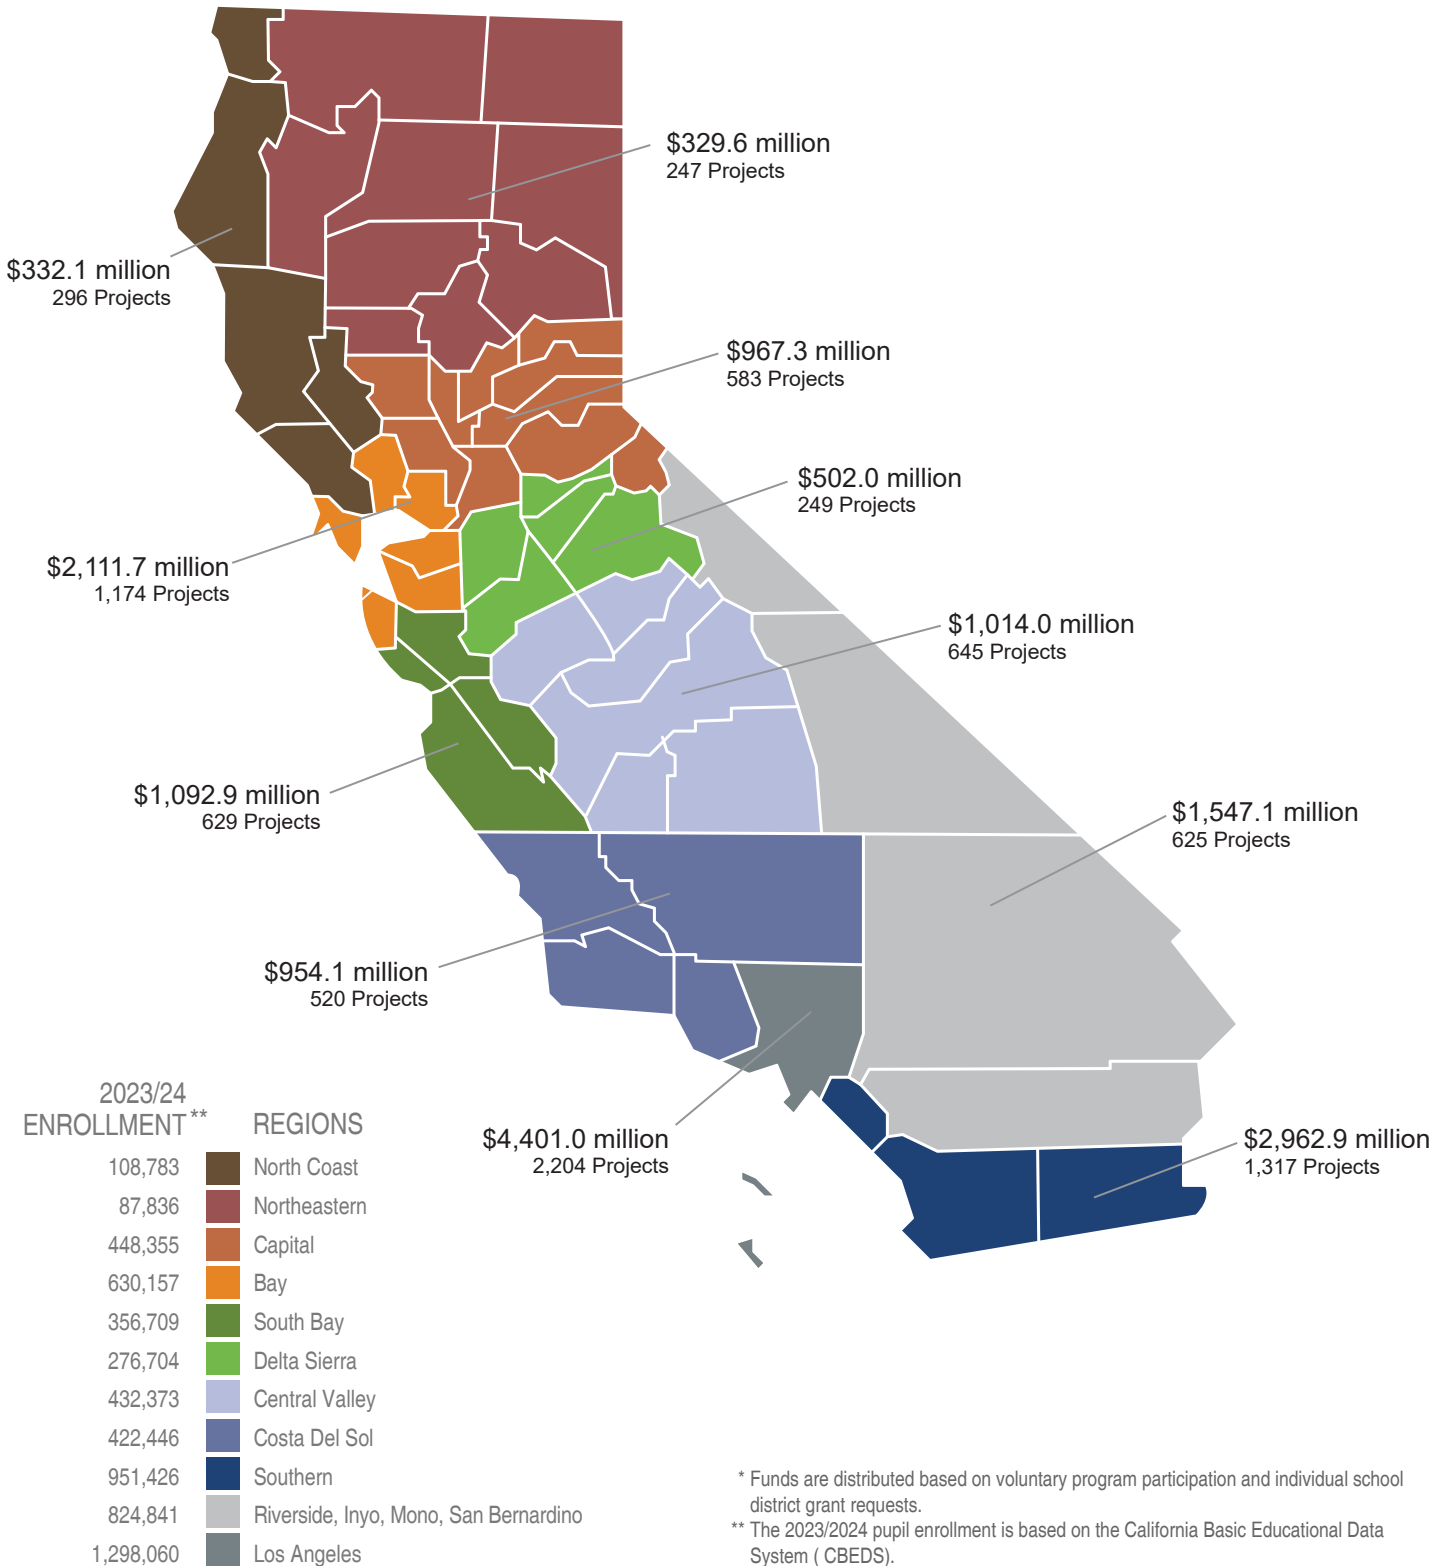 $329.6 million
247 Projects
$332.1 million
296 Projects
$967.3 million
583 Projects
$502.0 million
249 Projects
$2,111.7 million
1,174 Projects
$1,014.0 million
645 Projects
$1,092.9 million
629 Projects
$1,547.1 million
625 Projects
$954.1 million
520 Projects
$4,401.0 million
2,204 Projects
$2,962.9 million
1,317 Projects
2023/24
ENROLLMENT** REGIONS
108,783 North Coast
87,836 Northeastern
448,355 Capital
630,157 Bay
356,709 South Bay
276,704 Delta Sierra
432,373 Central Valley
422,446 Costa Del Sol
951,426 Southern
824,841 Riverside, Inyo, Mono, San Bernardino
1,298,060 Los Angeles
* Funds are distributed based on voluntary program participation and individual school
district grant requests.
** The 2023/2024 pupil enrollment is based on the California Basic Educational Data
System ( CBEDS).